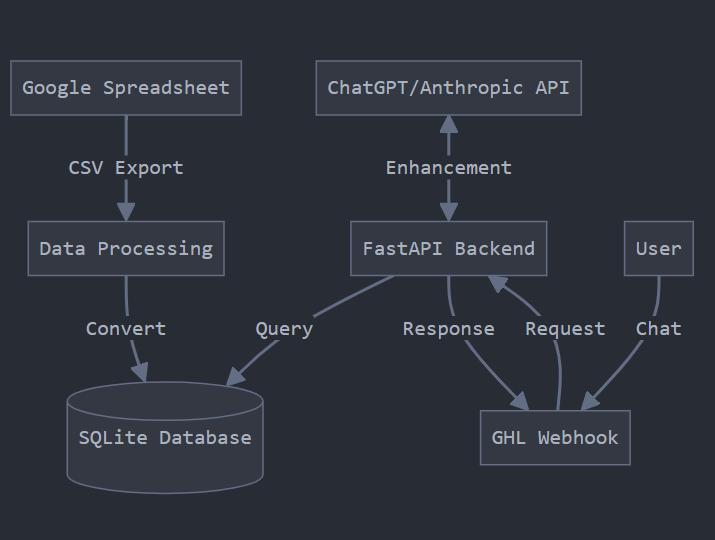 Google Spreadsheet
ChatGPT/Anthropic API
CSV Export
Enhancement
Data Processing
FastAPI Backend
User
Convert
Query
Response
Request
Chat
SQLite Database
GHL Webhook